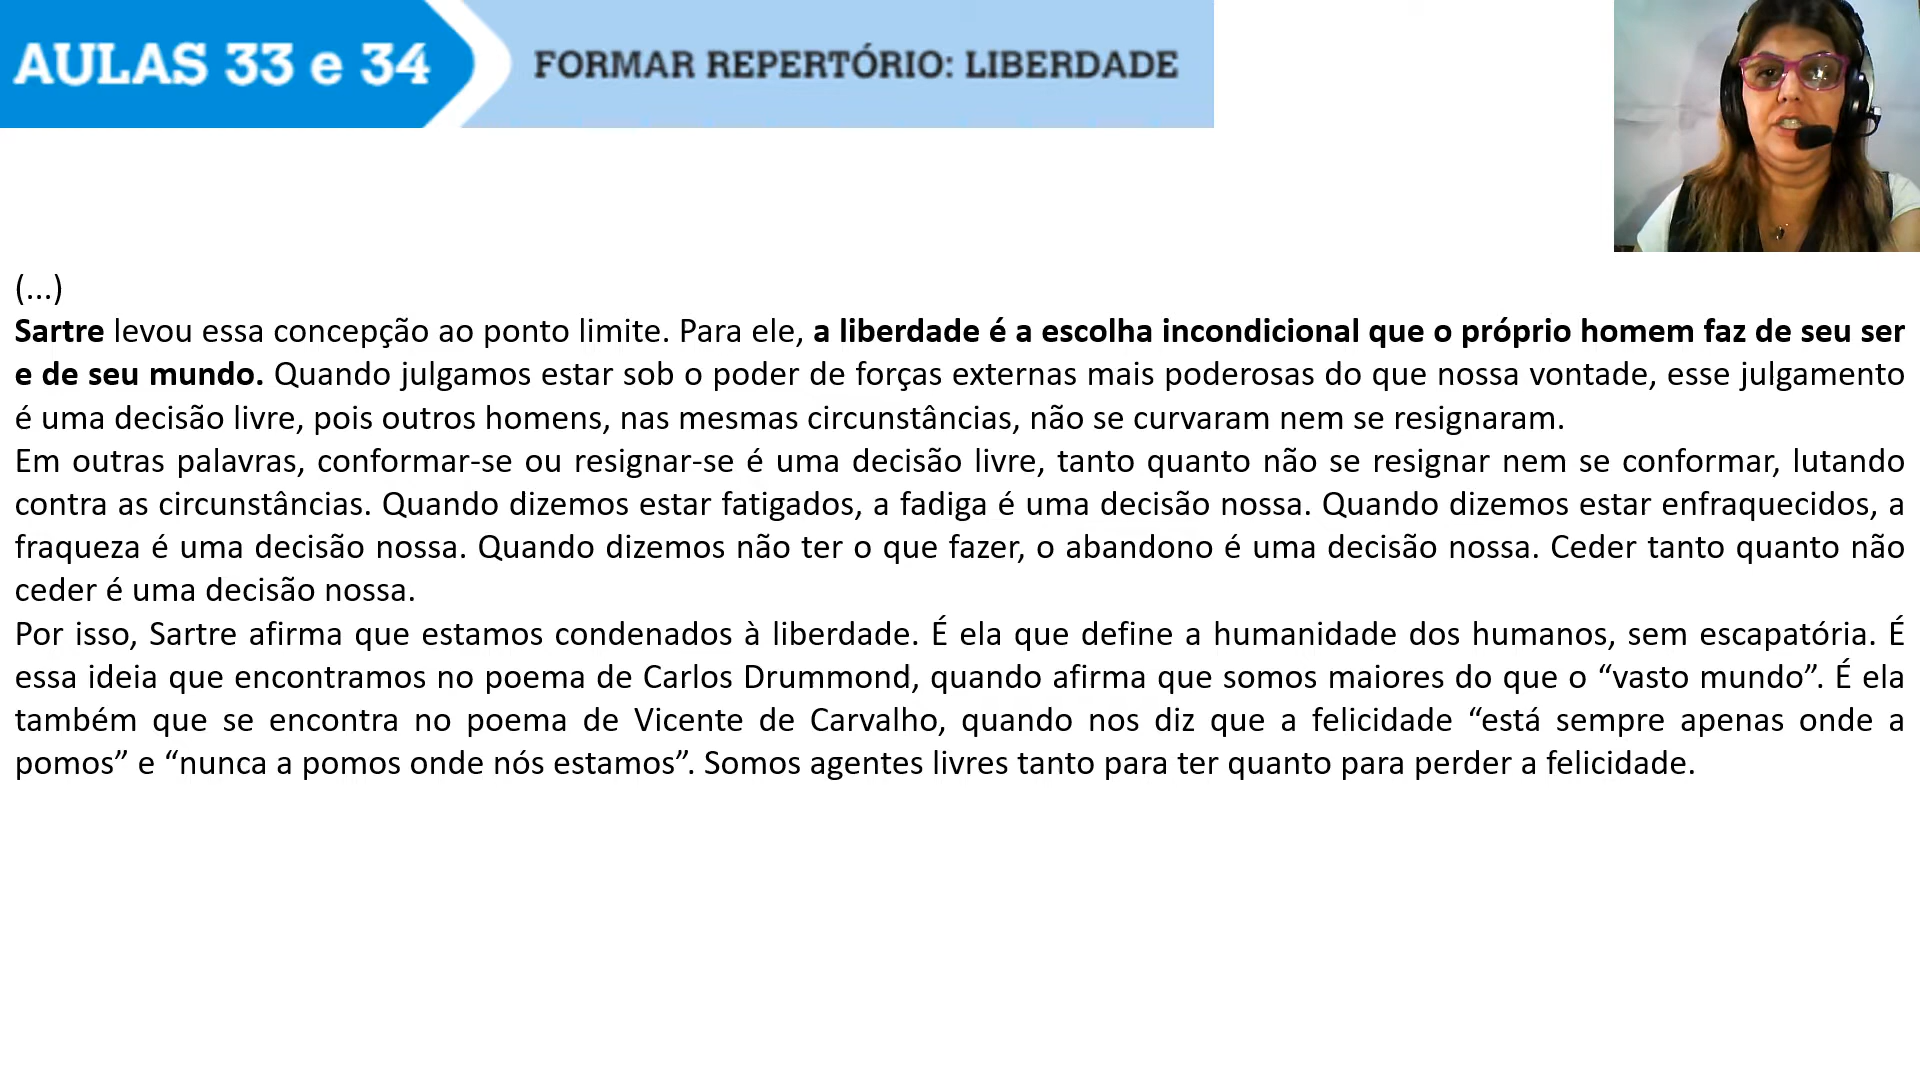 AULAS 33 e 34
FORMAR REPERTÓRIO: LIBERDADE
(...)
Sartre levou essa concepção ao ponto limite. Para ele, a liberdade é a escolha incondicional que o próprio homem faz de seu ser
e de seu mundo. Quando julgamos estar sob o poder de forças externas mais poderosas do que nossa vontade, esse julgamento
é uma decisão livre, pois outros homens, nas mesmas circunstâncias, não se curvaram nem se resignaram.
Em outras palavras, conformar-se ou resignar-se é uma decisão livre, tanto quanto não se resignar nem se conformar, lutando
contra as circunstâncias. Quando dizemos estar fatigados, a fadiga é uma decisão nossa. Quando dizemos estar enfraquecidos, a
fraqueza é uma decisão nossa. Quando dizemos não ter o que fazer, o abandono é uma decisão nossa. Ceder tanto quanto não
ceder é uma decisão nossa.
Por isso, Sartre afirma que estamos condenados à liberdade. É ela que define a humanidade dos humanos, sem escapatória. É
essa ideia que encontramos no poema de Carlos Drummond, quando afirma que somos maiores do que o “vasto mundo”. É ela
também que se encontra no poema de Vicente de Carvalho, quando nos diz que a felicidade “está sempre apenas onde a
pomos” e “nunca a pomos onde nós estamos”. Somos agentes livres tanto para ter quanto para perder a felicidade.